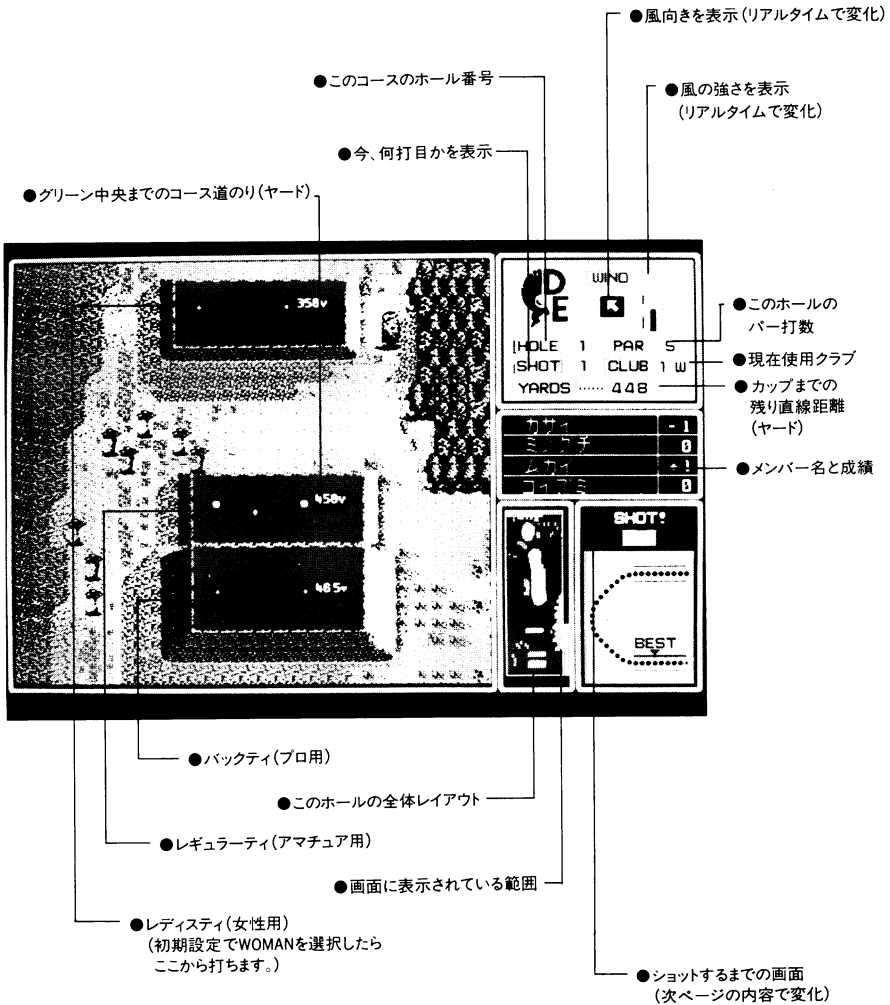 ●風向きを表示(リアルタイムで変化)
●このコースのホール番号
●風の強さを表示
(リアルタイムで変化)
●今、何打目かを表示
●グリーン中央までのコース道のり(ヤード)
358y
458y
485y
D
E
WIND
HOLE 1 PAR 5
SHOT 1 CLUB 1 W
YARDS ‥‥‥ 448
カサイ -1
0
ムカイ +1
0
SHOT!
BEST
●このホールの
パー打数
●現在使用クラブ
●カップまでの
残り直線距離
(ヤード)
●メンバー名と成績
●バックティ(プロ用)
●このホールの全体レイアウト
●レギュラーティ(アマチュア用)
●画面に表示されている範囲
●レディスティ(女性用)
(初期設定でWOMANを選択したら
ここから打ちます。)
●ショットするまでの画面
(次ページの内容で変化)